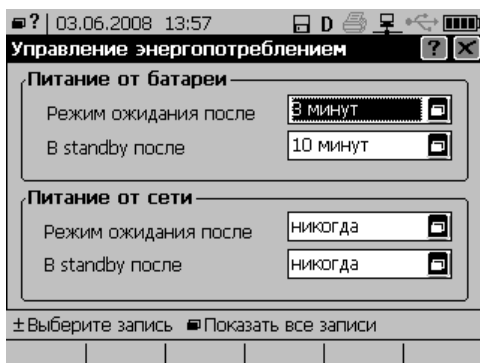 ? 03.06.2008 13:57 D
Управление энергопотреблением ? X
Питание от батареи
Режим ожидания после 3 минут
В standby после 10 минут
Питание от сети
Режим ожидания после никогда
В standby после никогда
±Выберите запись Показать все записи